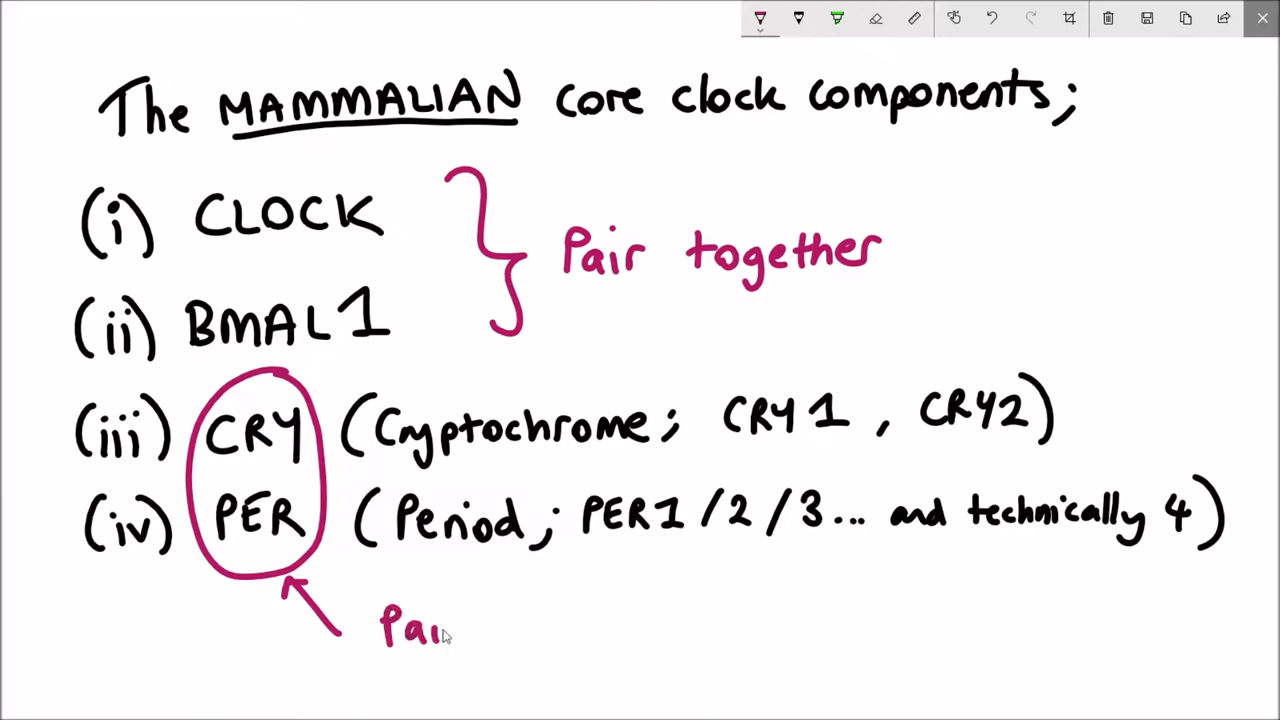 The MAMMALIAN core clock components;
(i) CLOCK
Pair together
(ii) BMAL1
(iii) CRY (Cryptochrome; CRY1, CRY2)
(iv) PER (Period; PER1/2/3... and technically 4)
Pai